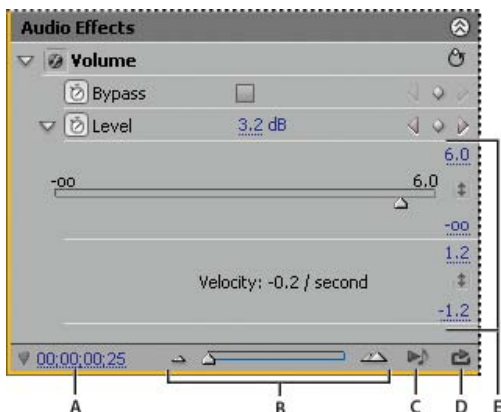 Audio Effects
Volume
Bypass
Level 3.2 dB
6.0
-oo 6.0
-oo
1.2
Velocity: -0.2 / second
-1.2
00;00;00;25
A B C D E